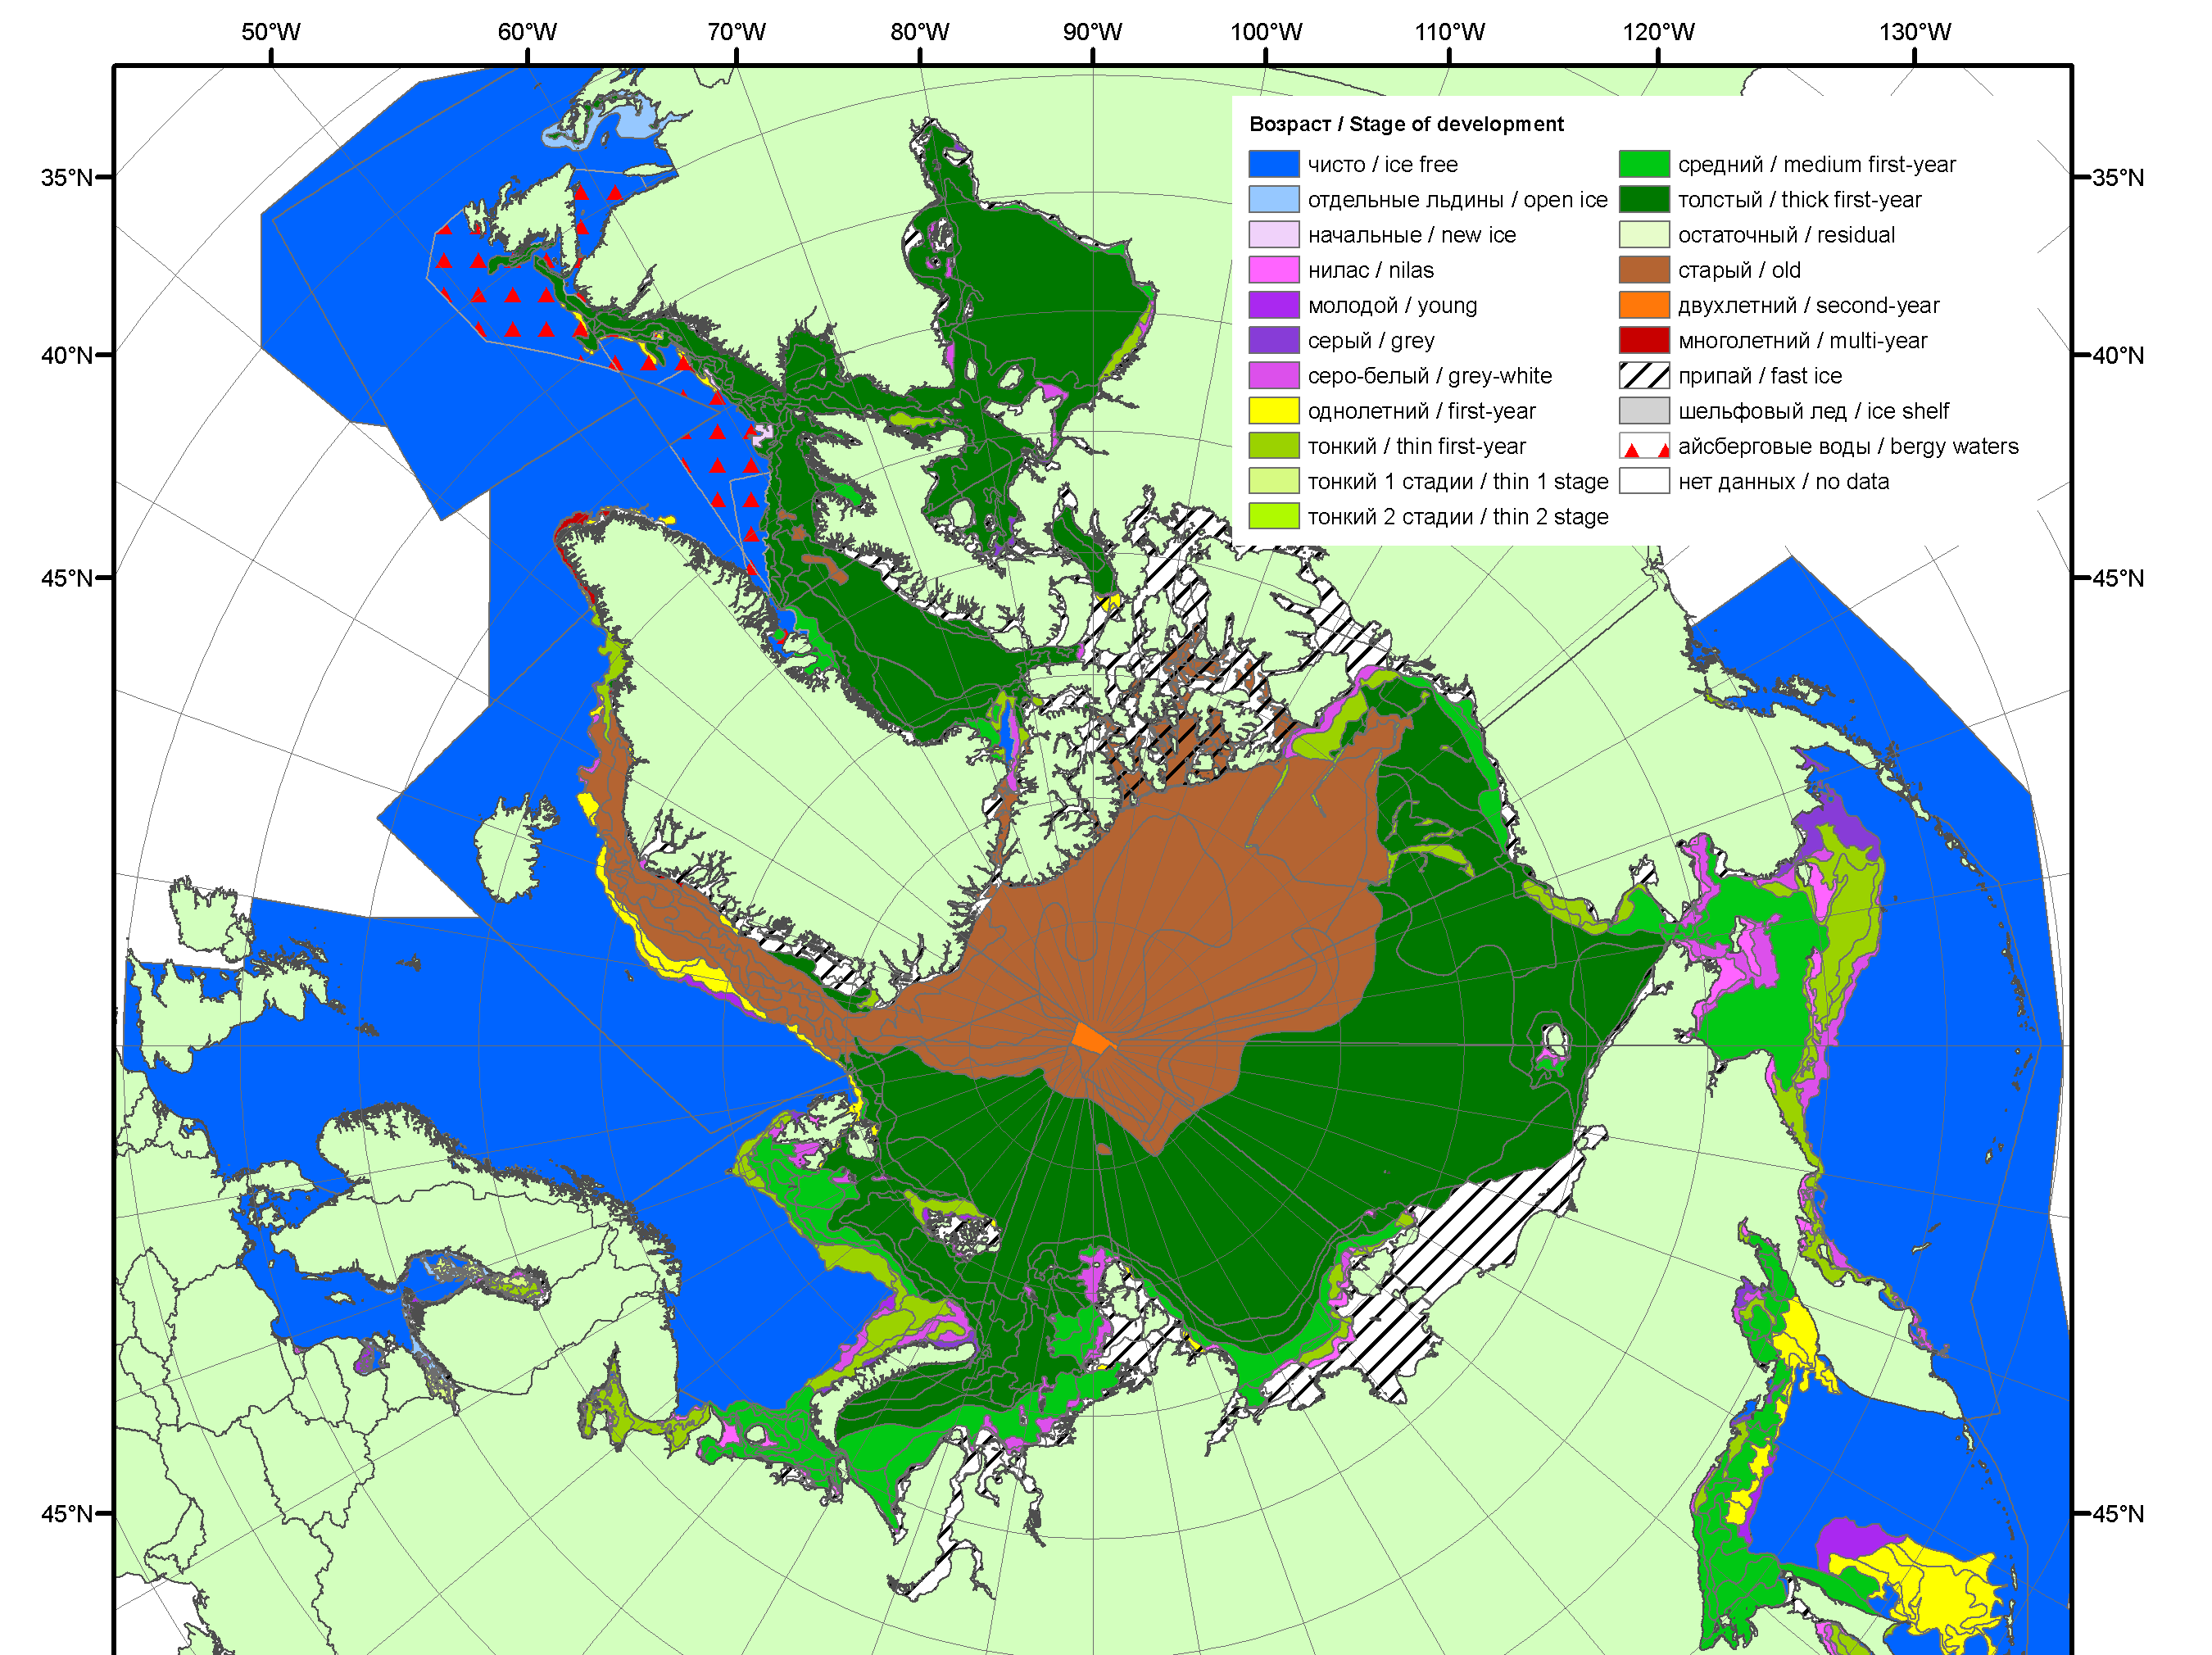 50°W 60°W 70°W 80°W 90°W 100°W 110°W 120°W 130°W
35°N 35°N
40°N 40°N
45°N 45°N
45°N 45°N
Возраст / Stage of development
чисто / ice free
отдельные льдины / open ice
начальные / new ice
нилас / nilas
молодой / young
серый / grey
серо-белый / grey-white
однолетний / first-year
тонкий / thin first-year
тонкий 1 стадии / thin 1 stage
тонкий 2 стадии / thin 2 stage
средний / medium first-year
толстый / thick first-year
остаточный / residual
старый / old
двухлетний / second-year
многолетний / multi-year
припай / fast ice
шельфовый лед / ice shelf
айсберговые воды / bergy waters
нет данных / no data